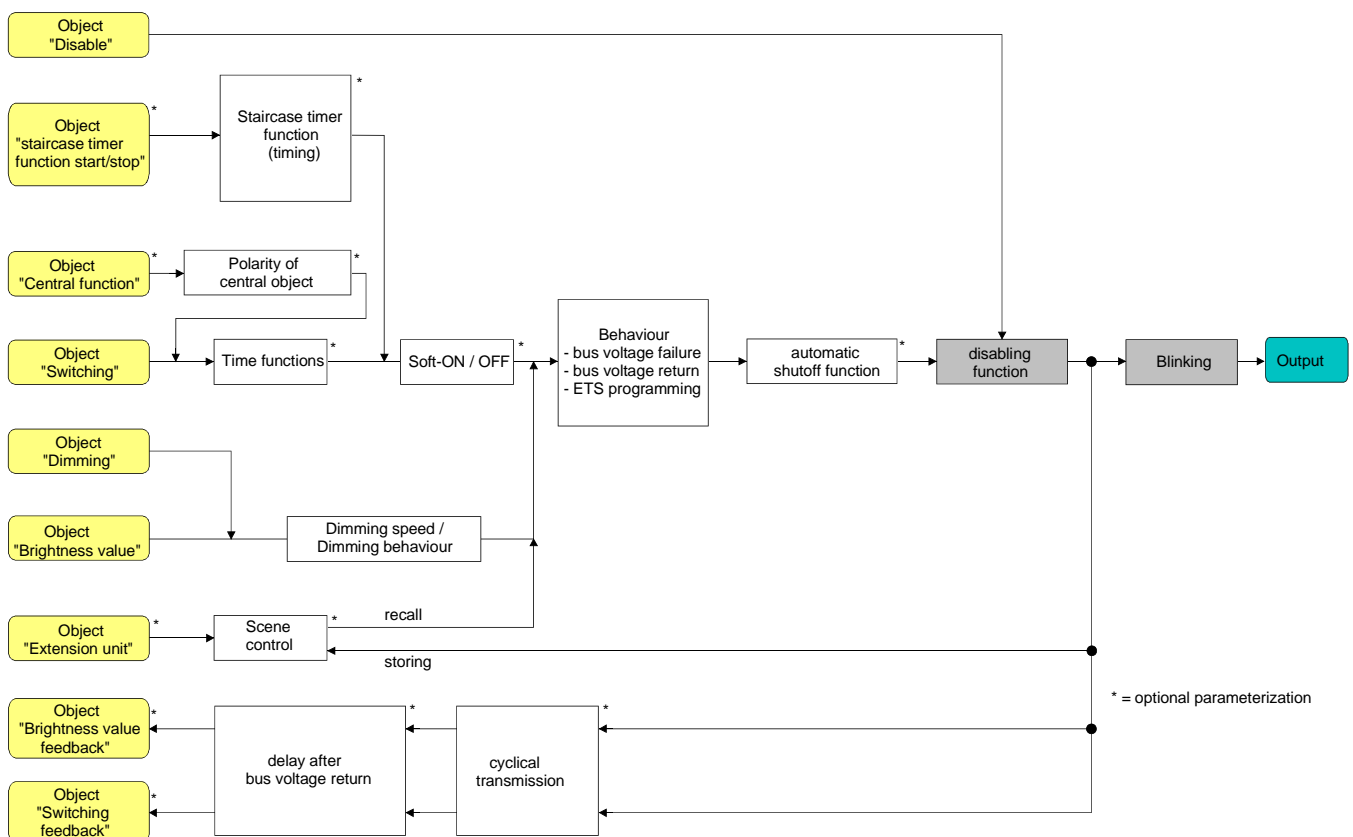 Object
"Disable"
*
*
Object
"staircase timer
function start/stop"
Staircase timer
function
(timing)
*
*
Object
"Central function"
Polarity of
central object
Object
"Switching"
Time functions
*
Soft-ON / OFF
*
Behaviour
- bus voltage failure
- bus voltage return
- ETS programming
automatic
shutoff function
*
disabling
function
Blinking
Output
Object
"Dimming"
Object
"Brightness value"
Dimming speed /
Dimming behaviour
*
Object
"Extension unit"
Scene
control
*
recall
storing
* = optional parameterization
Object
"Brightness value
feedback"
*
*
*
delay after
bus voltage return
cyclical
transmission
Object
"Switching
feedback"
*